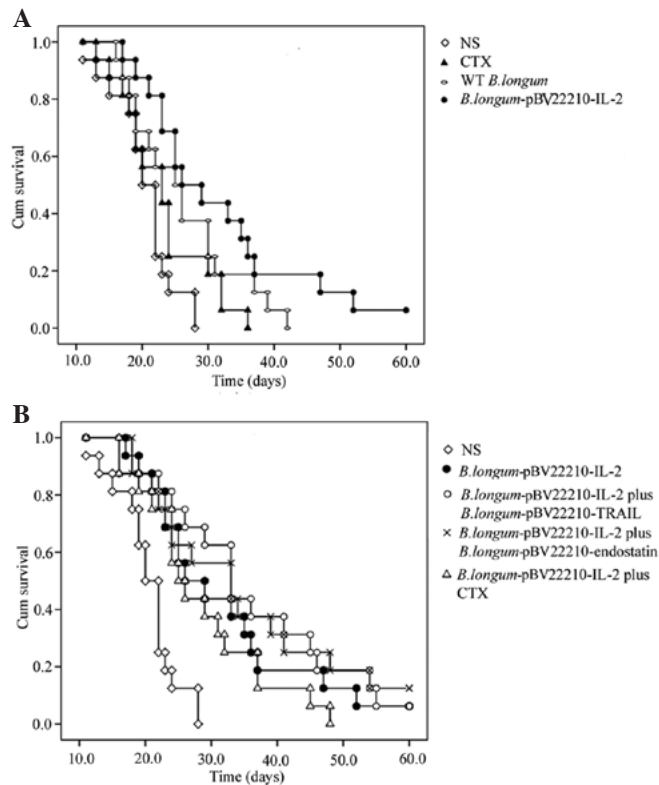 A
1.0
0.8
0.6
0.4
0.2
0.0
Cum survival
10.0 20.0 30.0 40.0 50.0 60.0
Time (days)
NS
CTX
WT B.longum
B.longum-pBV22210-IL-2
B
1.0
0.8
0.6
0.4
0.2
0.0
Cum survival
10.0 20.0 30.0 40.0 50.0 60.0
Time (days)
NS
B.longum-pBV22210-IL-2
B.longum-pBV22210-IL-2 plus
B.longum-pBV22210-TRAIL
B.longum-pBV22210-IL-2 plus
B.longum-pBV22210-endostatin
B.longum-pBV22210-IL-2 plus
CTX